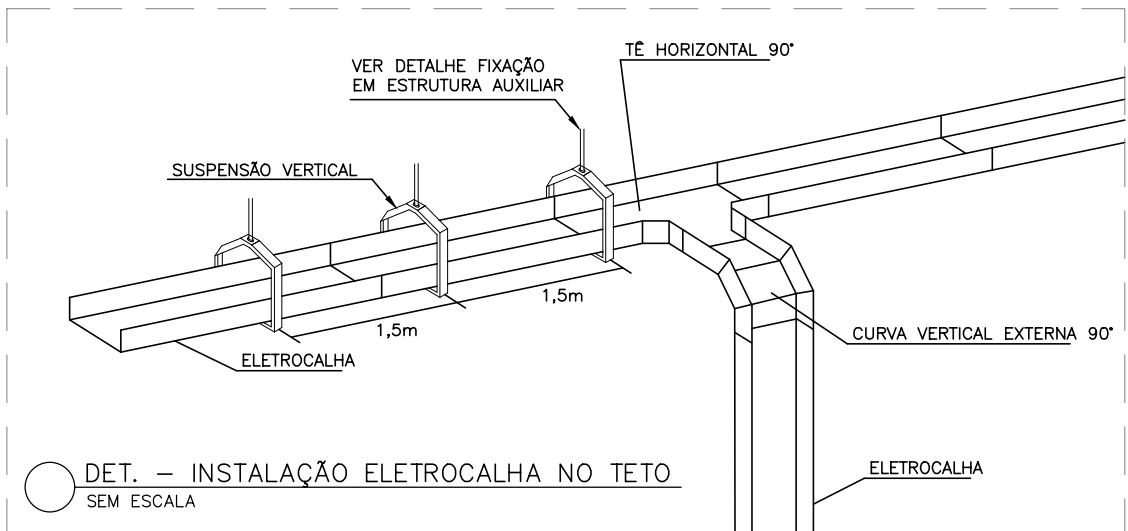 TÊ HORIZONTAL 90°
VER DETALHE FIXAÇÃO
EM ESTRUTURA AUXILIAR
SUSPENSÃO VERTICAL
1,5m
1,5m
CURVA VERTICAL EXTERNA 90°
ELETROCALHA
DET. – INSTALAÇÃO ELETROCALHA NO TETO
SEM ESCALA
ELETROCALHA